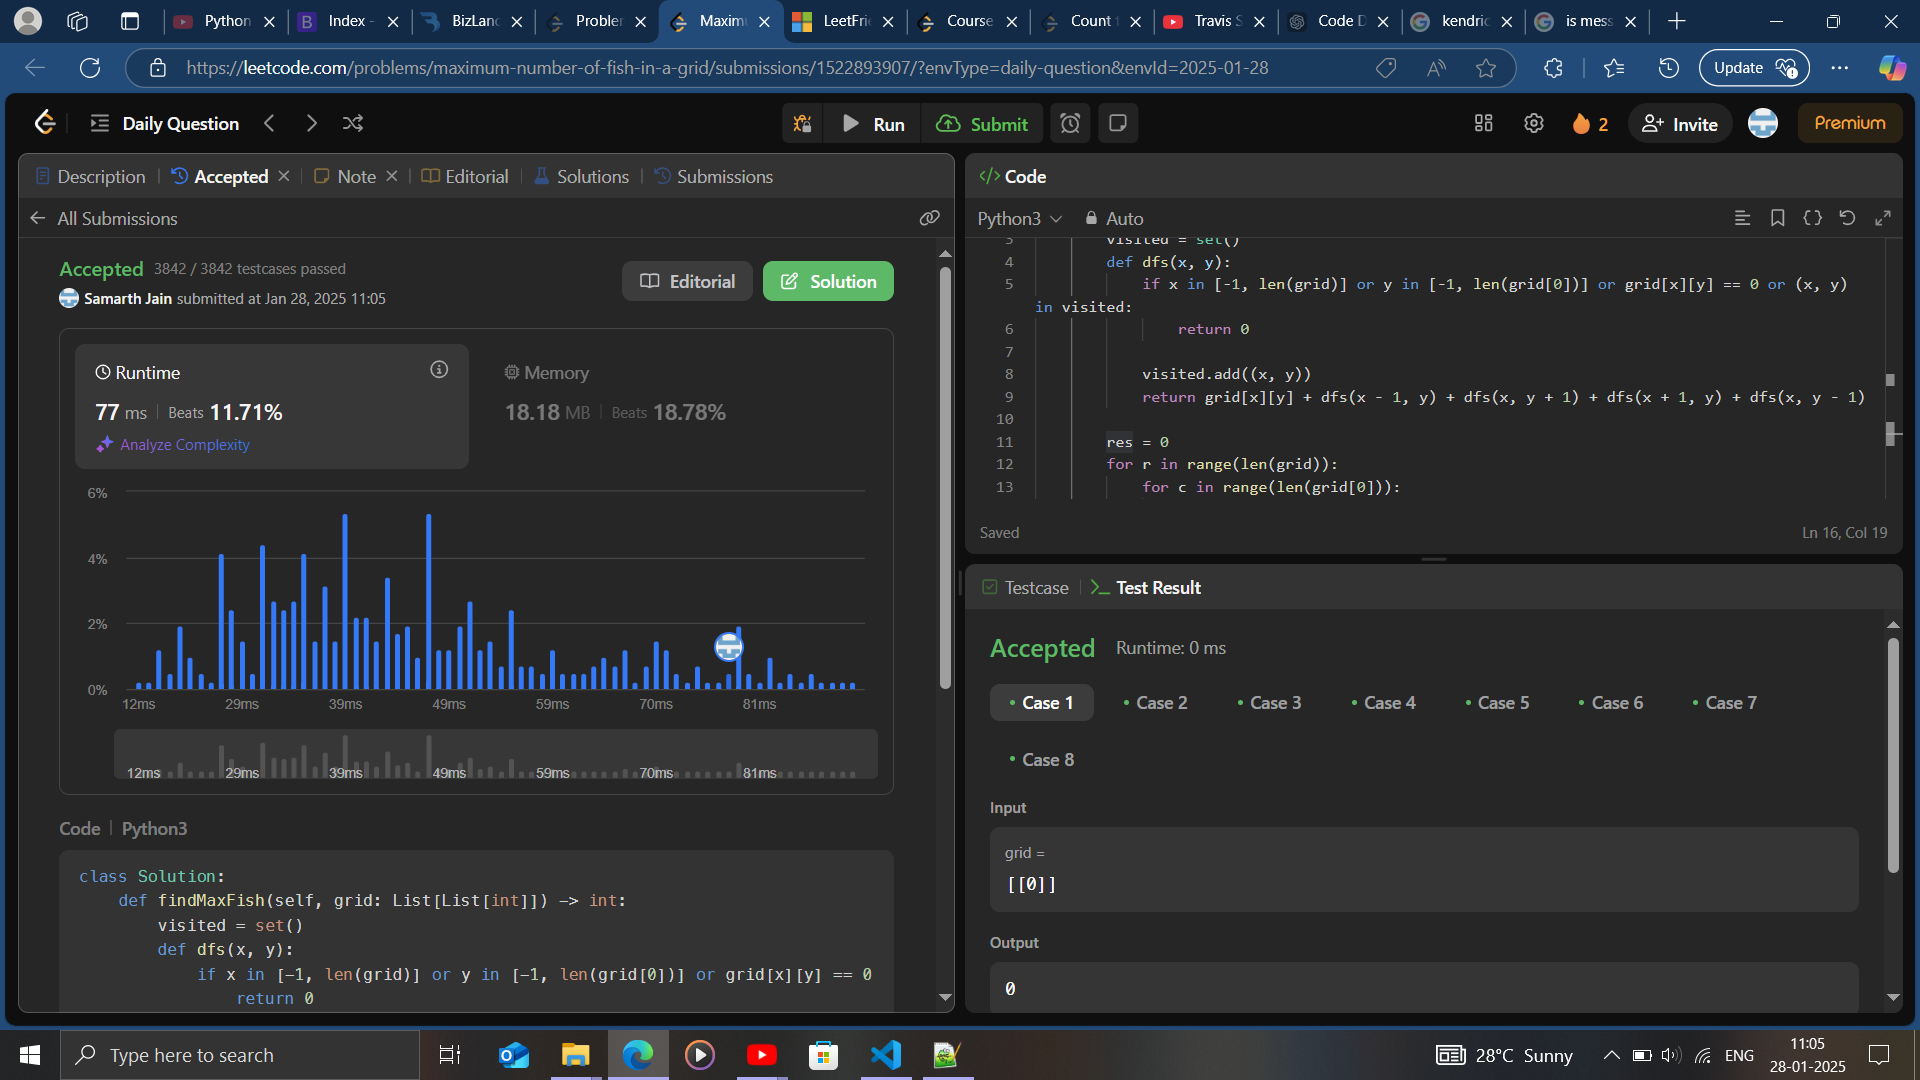 Python
Index -
BizLanc
Probler
Maximu
LeetFrie
Course
Count t
Travis S
Code D
kendric
is mess
https://leetcode.com/problems/maximum-number-of-fish-in-a-grid/submissions/1522893907/?envType=daily-question&envId=2025-01-28
Update
Daily Question
Run
Submit
2
Invite
Premium
Description
Accepted
Note
Editorial
Solutions
Submissions
All Submissions
Accepted 3842 / 3842 testcases passed
Samarth Jain submitted at Jan 28, 2025 11:05
Editorial
Solution
Runtime
77 ms | Beats 11.71%
Analyze Complexity
Memory
18.18 MB | Beats 18.78%
6%
4%
2%
0%
12ms 29ms 39ms 49ms 59ms 70ms 81ms
12ms 29ms 39ms 49ms 59ms 70ms 81ms
Code | Python3
class Solution:
    def findMaxFish(self, grid: List[List[int]]) -> int:
        visited = set()
        def dfs(x, y):
            if x in [-1, len(grid)] or y in [-1, len(grid[0])] or grid[x][y] == 0
                return 0
</> Code
Python3
Auto
3 visited = set()
4 def dfs(x, y):
5 if x in [-1, len(grid)] or y in [-1, len(grid[0])] or grid[x][y] == 0 or (x, y)
in visited:
6 return 0
7
8 visited.add((x, y))
9 return grid[x][y] + dfs(x - 1, y) + dfs(x, y + 1) + dfs(x + 1, y) + dfs(x, y - 1)
10
11 res = 0
12 for r in range(len(grid)):
13 for c in range(len(grid[0])):
Saved
Ln 16, Col 19
Testcase
Test Result
Accepted Runtime: 0 ms
Case 1
Case 2
Case 3
Case 4
Case 5
Case 6
Case 7
Case 8
Input
grid =
[[0]]
Output
0
Type here to search
28°C Sunny
ENG
11:05
28-01-2025